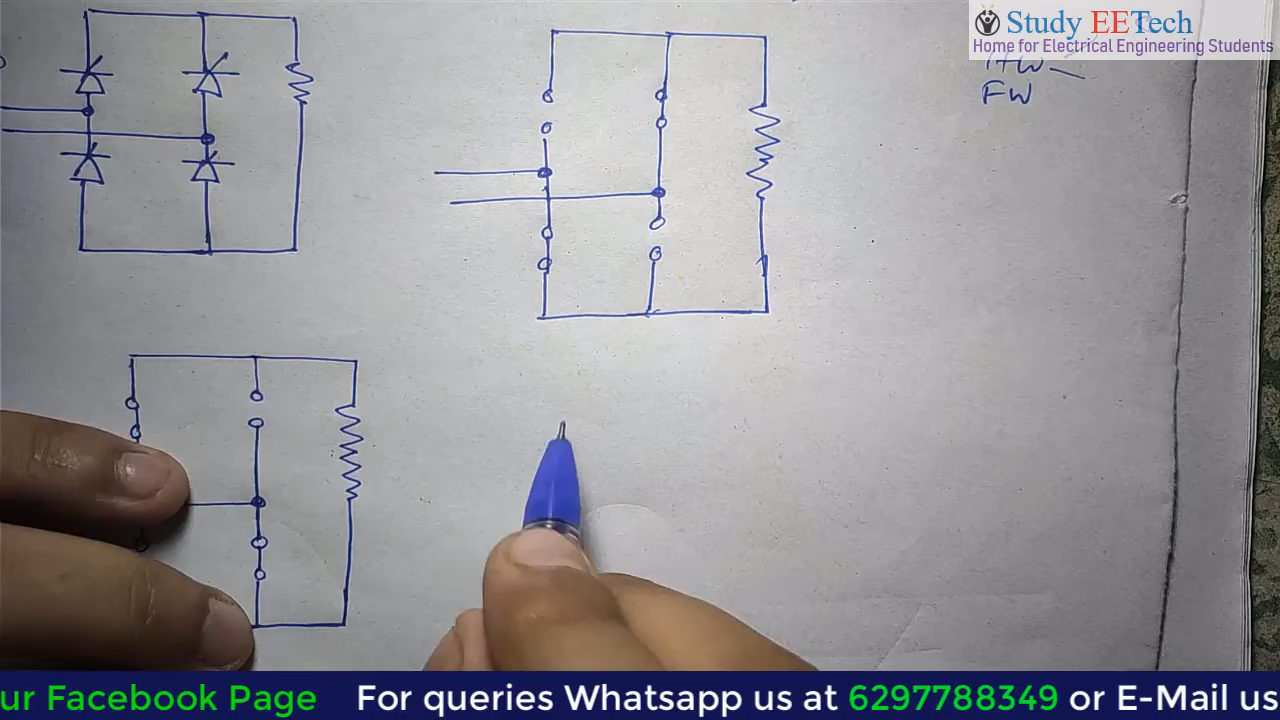 Study EETech
Home for Electrical Engineering Students
HW
FW
ur Facebook Page For queries Whatsapp us at 6297788349 or E-Mail us